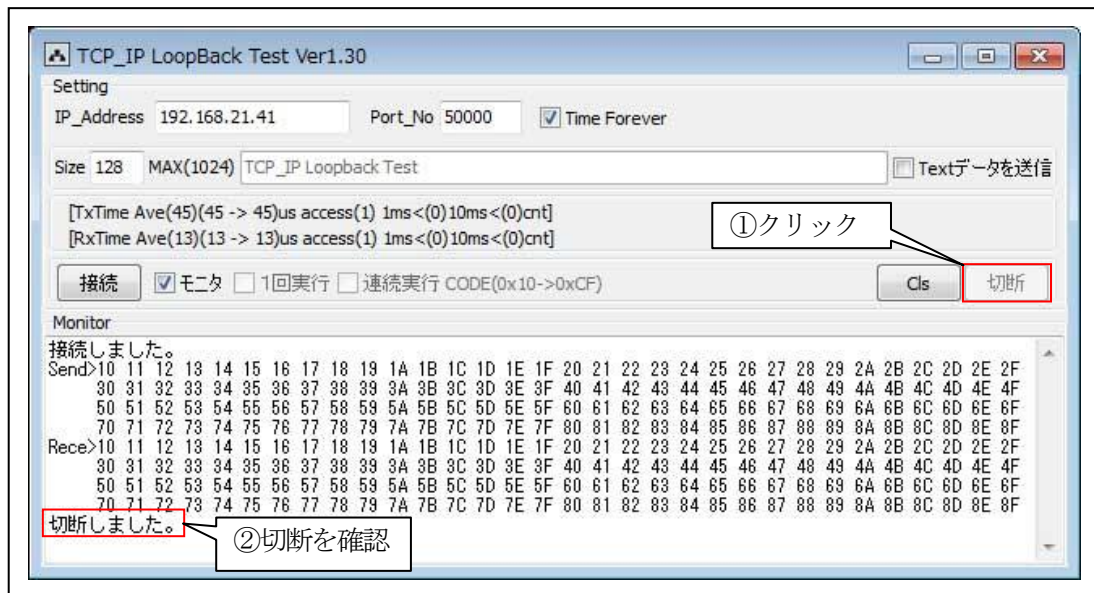 TCP_IP LoopBack Test Ver1.30
Setting
IP_Address 192.168.21.41 Port_No 50000 Time Forever
Size 128 MAX(1024) TCP_IP Loopback Test Textデータを送信
[TxTime Ave(45)(45 -> 45)us access(1) 1ms<(0)10ms<(0)cnt]
[RxTime Ave(13)(13 -> 13)us access(1) 1ms<(0)10ms<(0)cnt]
①クリック
接続 モニタ 1回実行 連続実行 CODE(0x10->0xCF) Cls 切断
Monitor
接続しました。
Send>10 11 12 13 14 15 16 17 18 19 1A 1B 1C 1D 1E 1F 20 21 22 23 24 25 26 27 28 29 2A 2B 2C 2D 2E 2F
30 31 32 33 34 35 36 37 38 39 3A 3B 3C 3D 3E 3F 40 41 42 43 44 45 46 47 48 49 4A 4B 4C 4D 4E 4F
50 51 52 53 54 55 56 57 58 59 5A 5B 5C 5D 5E 5F 60 61 62 63 64 65 66 67 68 69 6A 6B 6C 6D 6E 6F
70 71 72 73 74 75 76 77 78 79 7A 7B 7C 7D 7E 7F 80 81 82 83 84 85 86 87 88 89 8A 8B 8C 8D 8E 8F
Rece>10 11 12 13 14 15 16 17 18 19 1A 1B 1C 1D 1E 1F 20 21 22 23 24 25 26 27 28 29 2A 2B 2C 2D 2E 2F
30 31 32 33 34 35 36 37 38 39 3A 3B 3C 3D 3E 3F 40 41 42 43 44 45 46 47 48 49 4A 4B 4C 4D 4E 4F
50 51 52 53 54 55 56 57 58 59 5A 5B 5C 5D 5E 5F 60 61 62 63 64 65 66 67 68 69 6A 6B 6C 6D 6E 6F
70 71 72 73 74 75 76 77 78 79 7A 7B 7C 7D 7E 7F 80 81 82 83 84 85 86 87 88 89 8A 8B 8C 8D 8E 8F
切断しました。
②切断を確認